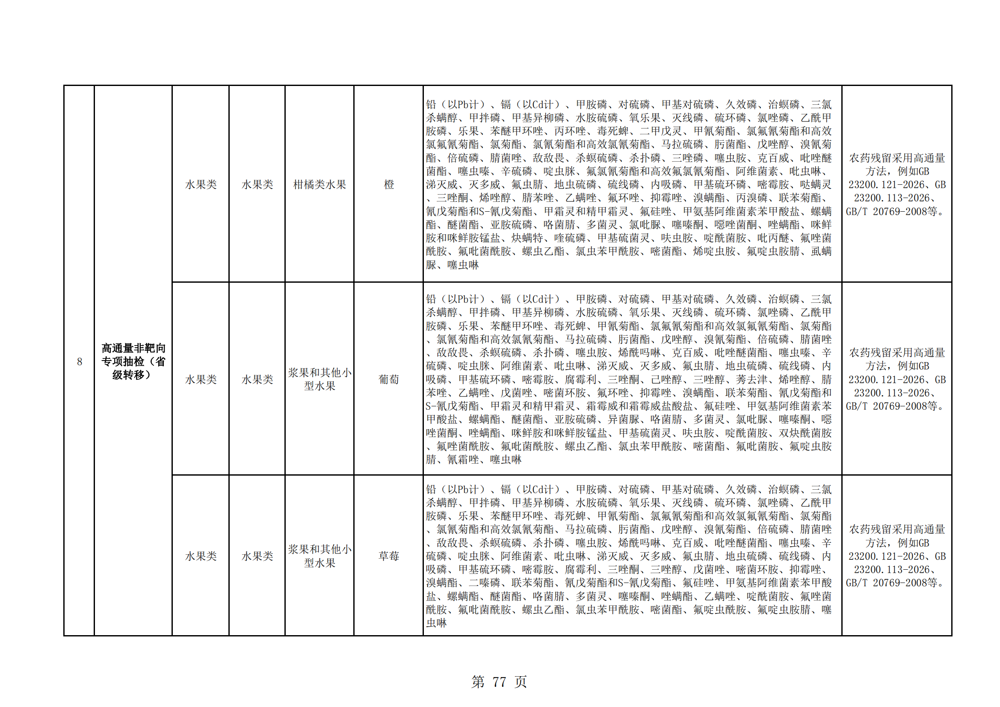 8
高通量非靶向
专项抽检（省
级转移）
水果类
水果类
柑橘类水果
橙
铅（以Pb计）、镉（以Cd计）、甲胺磷、对硫磷、甲基对硫磷、久效磷、治螟磷、三氯
杀螨醇、甲拌磷、甲基异柳磷、水胺硫磷、氧乐果、灭线磷、硫环磷、氯唑磷、乙酰甲
胺磷、乐果、苯醚甲环唑、丙环唑、毒死蜱、二甲戊灵、甲氰菊酯、氯氟氰菊酯和高效
氯氟氰菊酯、氯菊酯、氯氰菊酯和高效氯氰菊酯、马拉硫磷、肟菌酯、戊唑醇、溴氰菊
酯、倍硫磷、腈菌唑、敌敌畏、杀螟硫磷、杀扑磷、三唑磷、噻虫胺、克百威、吡唑醚
菌酯、噻虫嗪、辛硫磷、啶虫脒、氟氯氰菊酯和高效氟氯氰菊酯、阿维菌素、吡虫啉、
涕灭威、灭多威、氟虫腈、地虫硫磷、硫线磷、内吸磷、甲基硫环磷、嘧霉胺、哒螨灵
、三唑酮、烯唑醇、腈苯唑、乙螨唑、氟环唑、抑霉唑、溴螨酯、丙溴磷、联苯菊酯、
氰戊菊酯和S-氰戊菊酯、甲霜灵和精甲霜灵、氟硅唑、甲氨基阿维菌素苯甲酸盐、螺螨
酯、醚菌酯、亚胺硫磷、咯菌腈、多菌灵、氯吡脲、噻嗪酮、噁唑菌酮、唑螨酯、咪鲜
胺和咪鲜胺锰盐、炔螨特、喹硫磷、甲基硫菌灵、呋虫胺、啶酰菌胺、吡丙醚、氟唑菌
酰胺、氟吡菌酰胺、螺虫乙酯、氯虫苯甲酰胺、嘧菌酯、烯啶虫胺、氟啶虫胺腈、虱螨
脲、噻虫啉
农药残留采用高通量
方法，例如GB
23200.121-2026、GB
23200.113-2026、
GB/T 20769-2008等。
水果类
水果类
浆果和其他小
型水果
葡萄
铅（以Pb计）、镉（以Cd计）、甲胺磷、对硫磷、甲基对硫磷、久效磷、治螟磷、三氯
杀螨醇、甲拌磷、甲基异柳磷、水胺硫磷、氧乐果、灭线磷、硫环磷、氯唑磷、乙酰甲
胺磷、乐果、苯醚甲环唑、毒死蜱、甲氰菊酯、氯氟氰菊酯和高效氯氟氰菊酯、氯菊酯
、氯氰菊酯和高效氯氰菊酯、马拉硫磷、肟菌酯、戊唑醇、溴氰菊酯、倍硫磷、腈菌唑
、敌敌畏、杀螟硫磷、杀扑磷、噻虫胺、烯酰吗啉、克百威、吡唑醚菌酯、噻虫嗪、辛
硫磷、啶虫脒、阿维菌素、吡虫啉、涕灭威、灭多威、氟虫腈、地虫硫磷、硫线磷、内
吸磷、甲基硫环磷、嘧霉胺、腐霉利、三唑酮、己唑醇、三唑醇、莠去津、烯唑醇、腈
苯唑、乙螨唑、戊菌唑、嘧菌环胺、氟环唑、抑霉唑、溴螨酯、联苯菊酯、氰戊菊酯和
S-氰戊菊酯、甲霜灵和精甲霜灵、霜霉威和霜霉威盐酸盐、氟硅唑、甲氨基阿维菌素苯
甲酸盐、螺螨酯、醚菌酯、亚胺硫磷、异菌脲、咯菌腈、多菌灵、氯吡脲、噻嗪酮、噁
唑菌酮、唑螨酯、咪鲜胺和咪鲜胺锰盐、甲基硫菌灵、呋虫胺、啶酰菌胺、双炔酰菌胺
、氟唑菌酰胺、氟吡菌酰胺、螺虫乙酯、氯虫苯甲酰胺、嘧菌酯、氟吡菌胺、氟啶虫胺
腈、氰霜唑、噻虫啉
农药残留采用高通量
方法，例如GB
23200.121-2026、GB
23200.113-2026、
GB/T 20769-2008等。
水果类
水果类
浆果和其他小
型水果
草莓
铅（以Pb计）、镉（以Cd计）、甲胺磷、对硫磷、甲基对硫磷、久效磷、治螟磷、三氯
杀螨醇、甲拌磷、甲基异柳磷、水胺硫磷、氧乐果、灭线磷、硫环磷、氯唑磷、乙酰甲
胺磷、乐果、苯醚甲环唑、毒死蜱、甲氰菊酯、氯氟氰菊酯和高效氯氟氰菊酯、氯菊酯
、氯氰菊酯和高效氯氰菊酯、马拉硫磷、肟菌酯、戊唑醇、溴氰菊酯、倍硫磷、腈菌唑
、敌敌畏、杀螟硫磷、杀扑磷、噻虫胺、烯酰吗啉、克百威、吡唑醚菌酯、噻虫嗪、辛
硫磷、啶虫脒、阿维菌素、吡虫啉、涕灭威、灭多威、氟虫腈、地虫硫磷、硫线磷、内
吸磷、甲基硫环磷、嘧霉胺、腐霉利、三唑酮、三唑醇、戊菌唑、嘧菌环胺、抑霉唑、
溴螨酯、二嗪磷、联苯菊酯、氰戊菊酯和S-氰戊菊酯、氟硅唑、甲氨基阿维菌素苯甲酸
盐、螺螨酯、醚菌酯、咯菌腈、多菌灵、噻嗪酮、唑螨酯、乙螨唑、啶酰菌胺、氟唑菌
酰胺、氟吡菌酰胺、螺虫乙酯、氯虫苯甲酰胺、嘧菌酯、氟啶虫酰胺、氟啶虫胺腈、噻
虫啉
农药残留采用高通量
方法，例如GB
23200.121-2026、GB
23200.113-2026、
GB/T 20769-2008等。
第 77 页